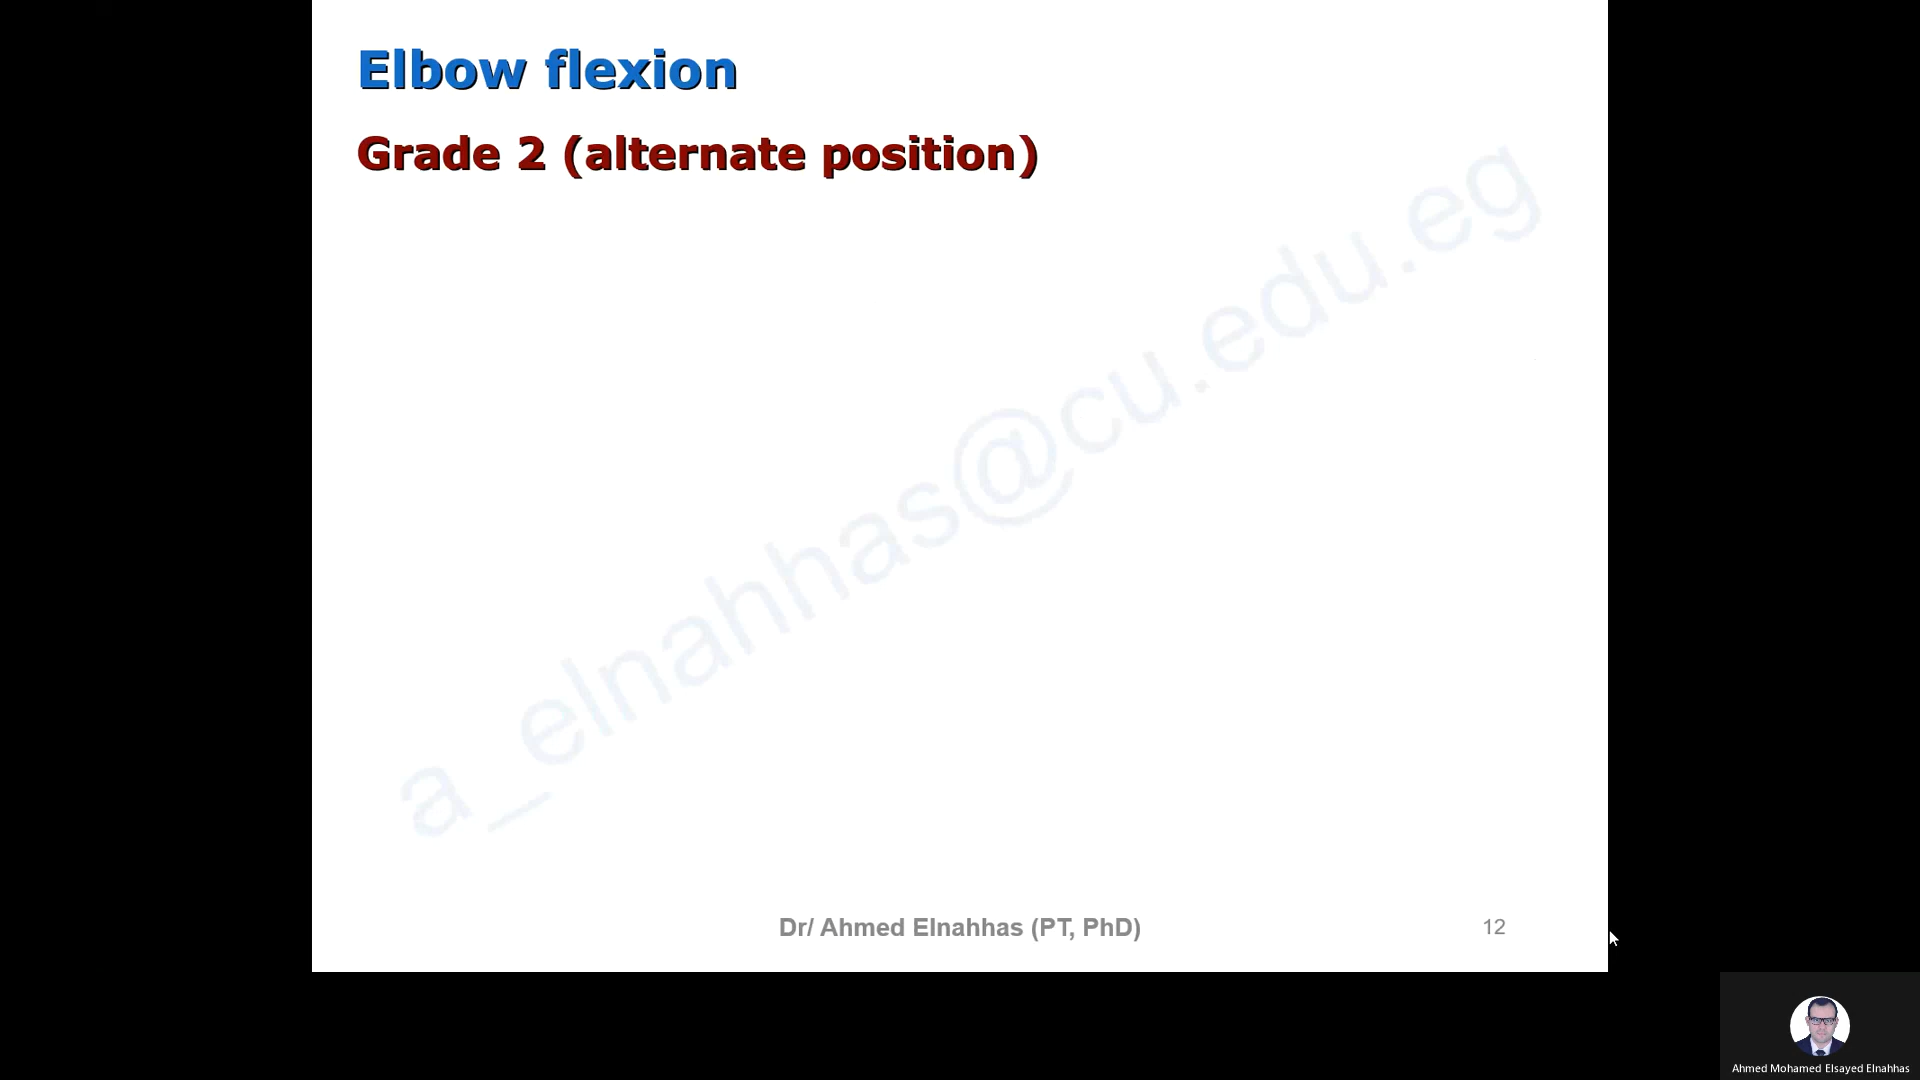 Elbow flexion
Grade 2 (alternate position)
a_elnahhas@cu.edu.eg
Dr/ Ahmed Elnahhas (PT, PhD)
12
Ahmed Mohamed Elsayed Elnahhas